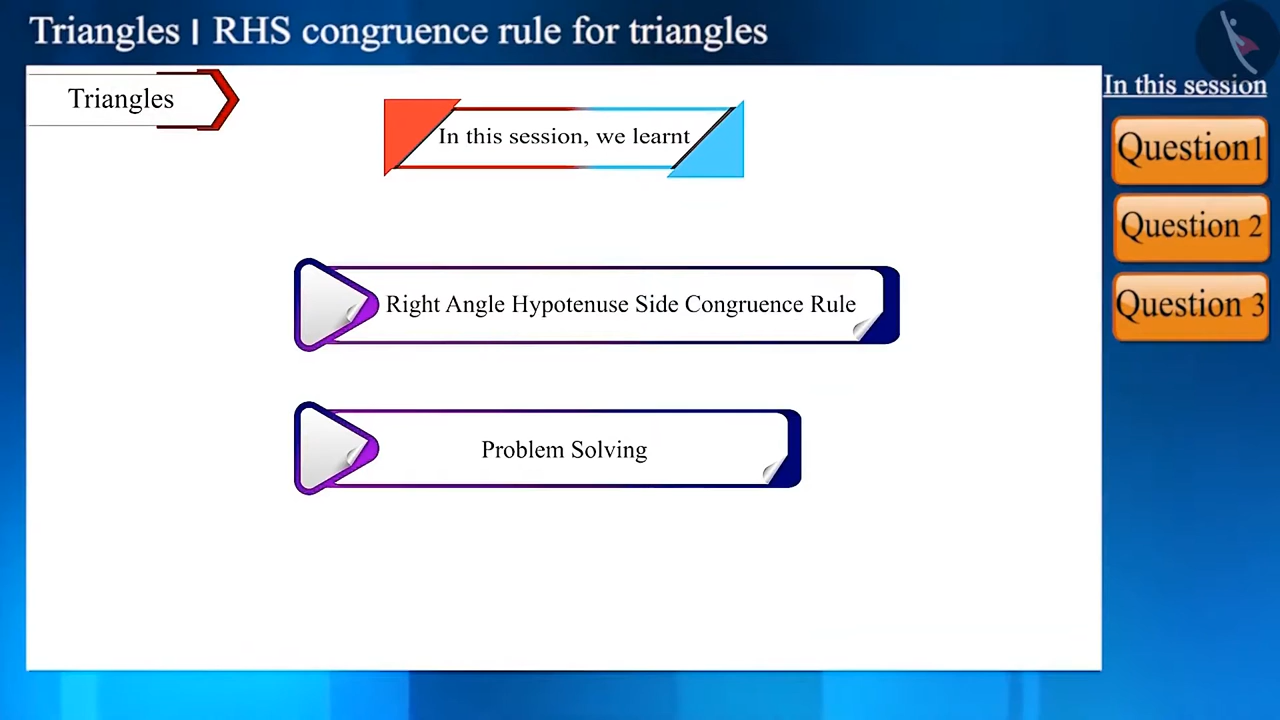 Triangles | RHS congruence rule for triangles
Triangles
In this session, we learnt
Right Angle Hypotenuse Side Congruence Rule
Problem Solving
In this session
Question1
Question 2
Question 3